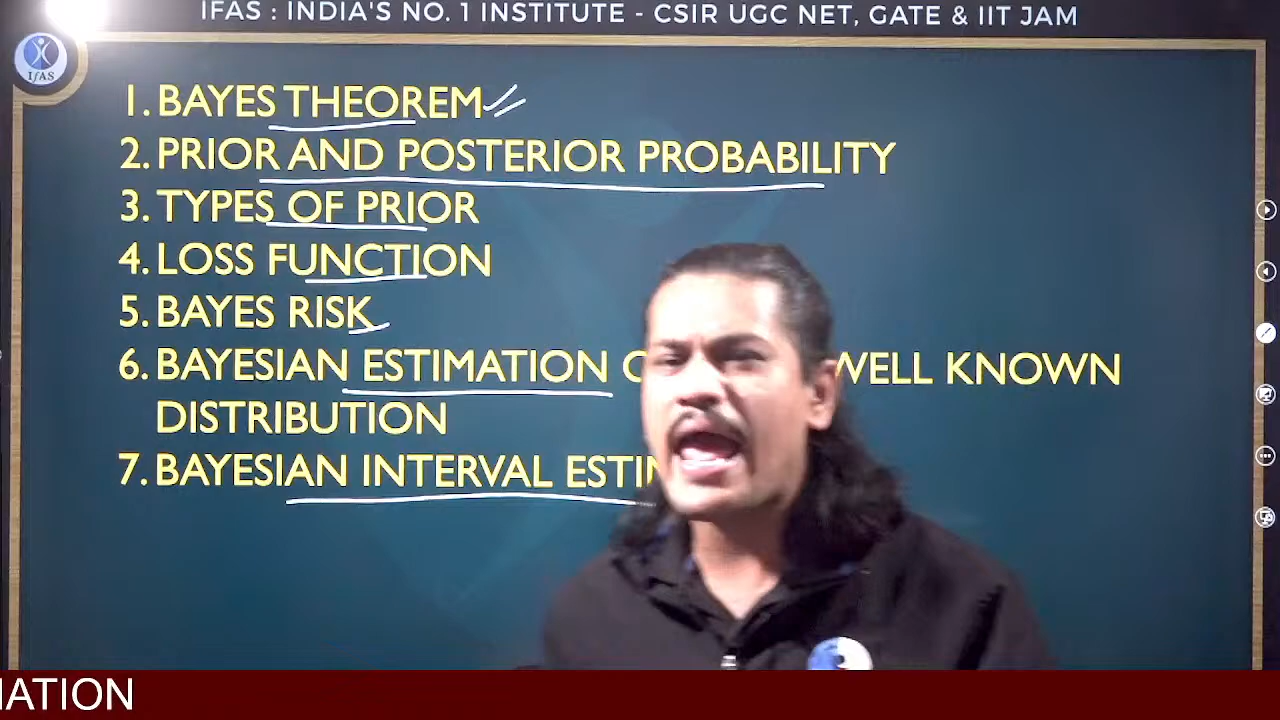 IFAS : INDIA'S NO. 1 INSTITUTE - CSIR UGC NET, GATE & IIT JAM
IFAS
1. BAYES THEOREM
2. PRIOR AND POSTERIOR PROBABILITY
3. TYPES OF PRIOR
4. LOSS FUNCTION
5. BAYES RISK
6. BAYESIAN ESTIMATION WELL KNOWN
DISTRIBUTION
7. BAYESIAN INTERVAL